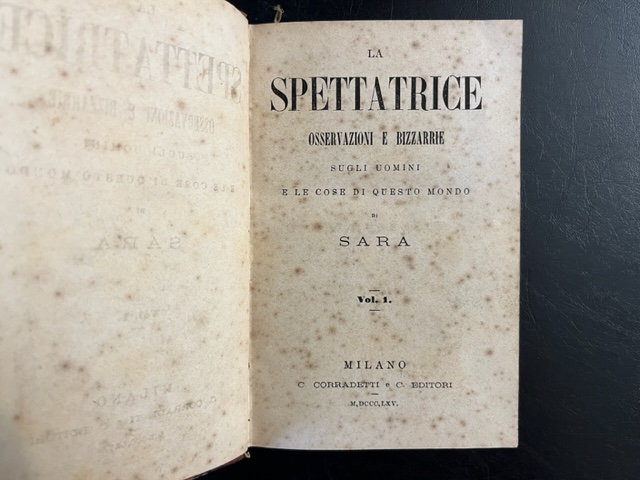 LA
SPETTATRICE
OSSERVAZIONI E BIZZARRIE
SUGLI UOMINI
E LE COSE DI QUESTO MONDO
DI
SARA
Vol. 1.
MILANO
C. CORRADETTI e C. EDITORI
M,DCCC,LXV.